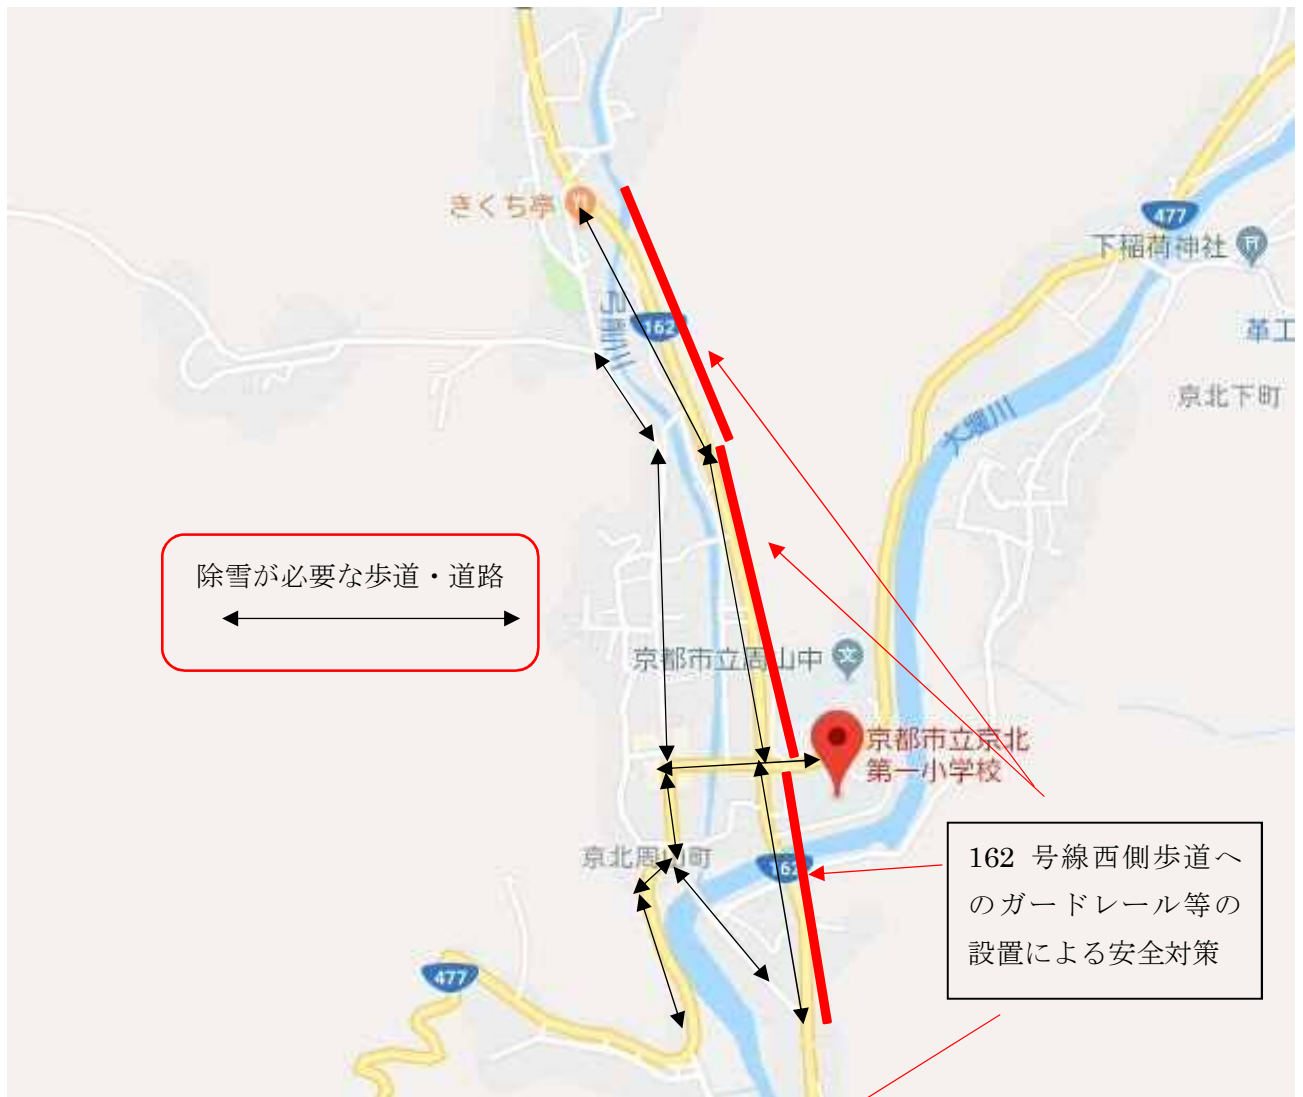 きくち亭
477
下稲荷神社
弓削川
162
革工
京北下町
大堰川
除雪が必要な歩道・道路
京都市立周山中
文
京都市立京北
第一小学校
京北周山町
162
162 号線西側歩道へ
のガードレール等の
設置による安全対策
477